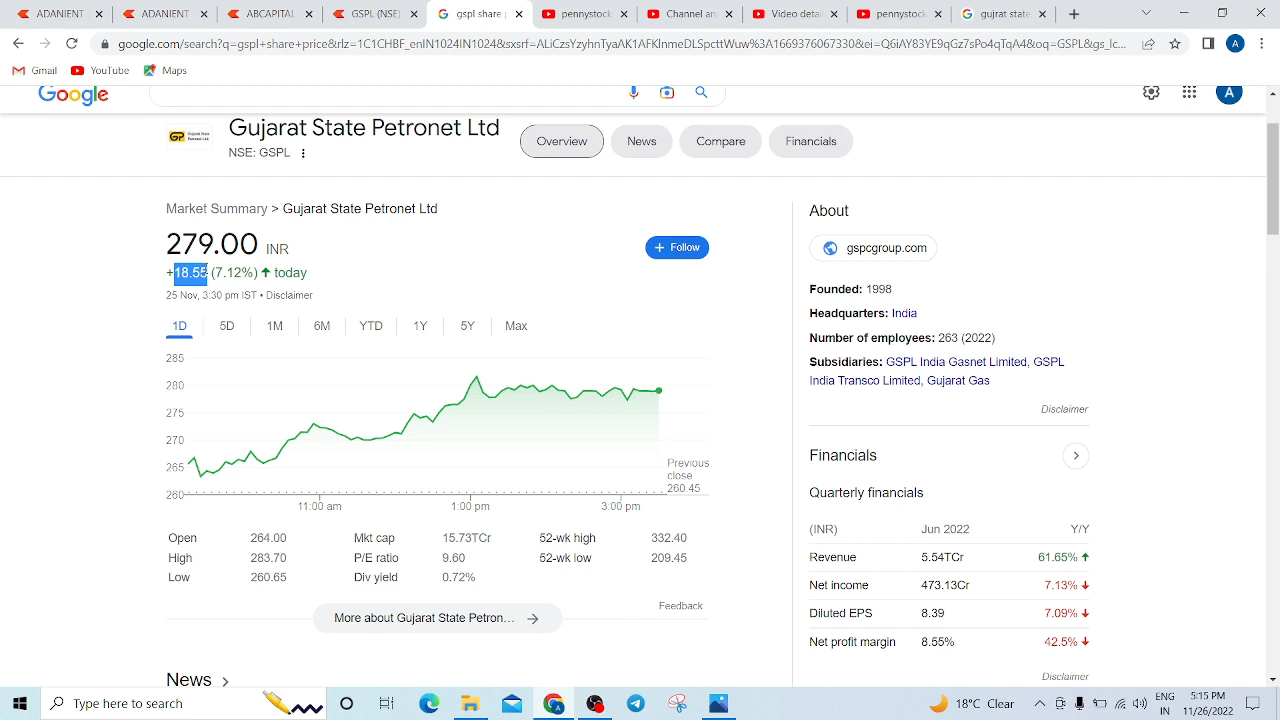 ADANIENT
ADANIENT
ABCAPITAL
GSPL (NSE)
gspl share p
pennystock
Channel an
Video deta
pennystock
gujrat state
google.com/search?q=gspl+share+price&rlz=1C1CHBF_enIN1024IN1024&sxsrf=ALiCzsYzyhnTyaAK1AFKlnmeDLSpcttWuw%3A1669376067330&ei=Q6iAY83YE9qGz7sPo4qTqA4&oq=GSPL&gs_lc...
A
Gmail
YouTube
Maps
Google
A
GP Gujarat State Petronet Ltd.
Gujarat State Petronet Ltd
NSE: GSPL
Overview
News
Compare
Financials
Market Summary > Gujarat State Petronet Ltd
279.00 INR
+ Follow
+18.55 (7.12%) ↑ today
25 Nov, 3:30 pm IST • Disclaimer
1D 5D 1M 6M YTD 1Y 5Y Max
285
280
275
270
265
260
Previous
close
260.45
11:00 am 1:00 pm 3:00 pm
Open 264.00 Mkt cap 15.73TCr 52-wk high 332.40
High 283.70 P/E ratio 9.60 52-wk low 209.45
Low 260.65 Div yield 0.72%
Feedback
More about Gujarat State Petron... →
News >
About
gspcgroup.com
Founded: 1998
Headquarters: India
Number of employees: 263 (2022)
Subsidiaries: GSPL India Gasnet Limited, GSPL
India Transco Limited, Gujarat Gas
Disclaimer
Financials
Quarterly financials
(INR) Jun 2022 Y/Y
Revenue 5.54TCr 61.65% ↑
Net income 473.13Cr 7.13% ↓
Diluted EPS 8.39 7.09% ↓
Net profit margin 8.55% 42.5% ↓
Disclaimer
Type here to search
18°C Clear
ENG
IN
5:15 PM
11/26/2022